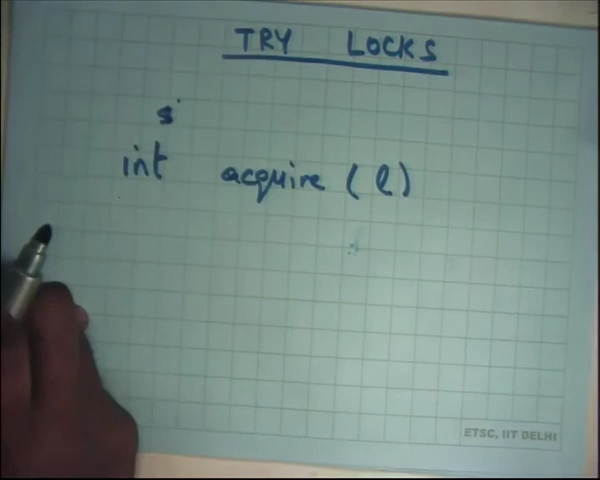 TRY LOCKS
int acquire (l)
ETSC, IIT DELHI